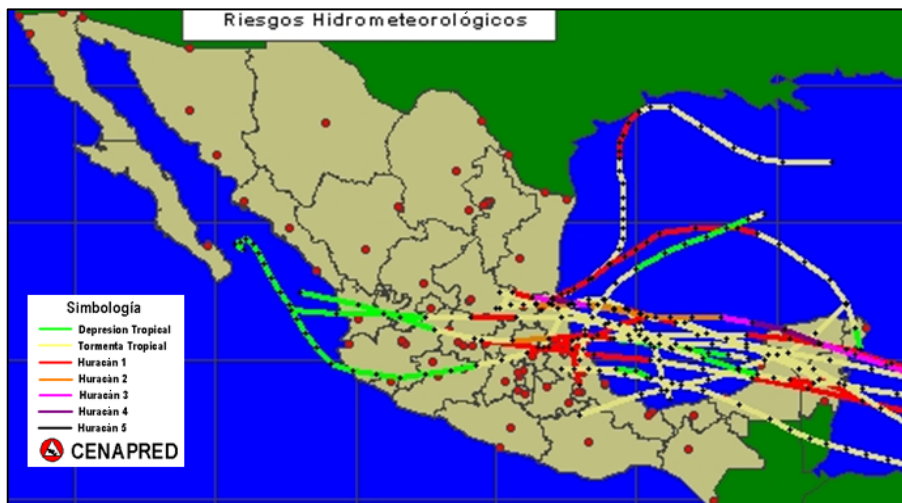 Riesgos Hidrometeorológicos
Simbología
Depresion Tropical
Tormenta Tropical
Huracán 1
Huracán 2
Huracán 3
Huracán 4
Huracán 5
CENAPRED